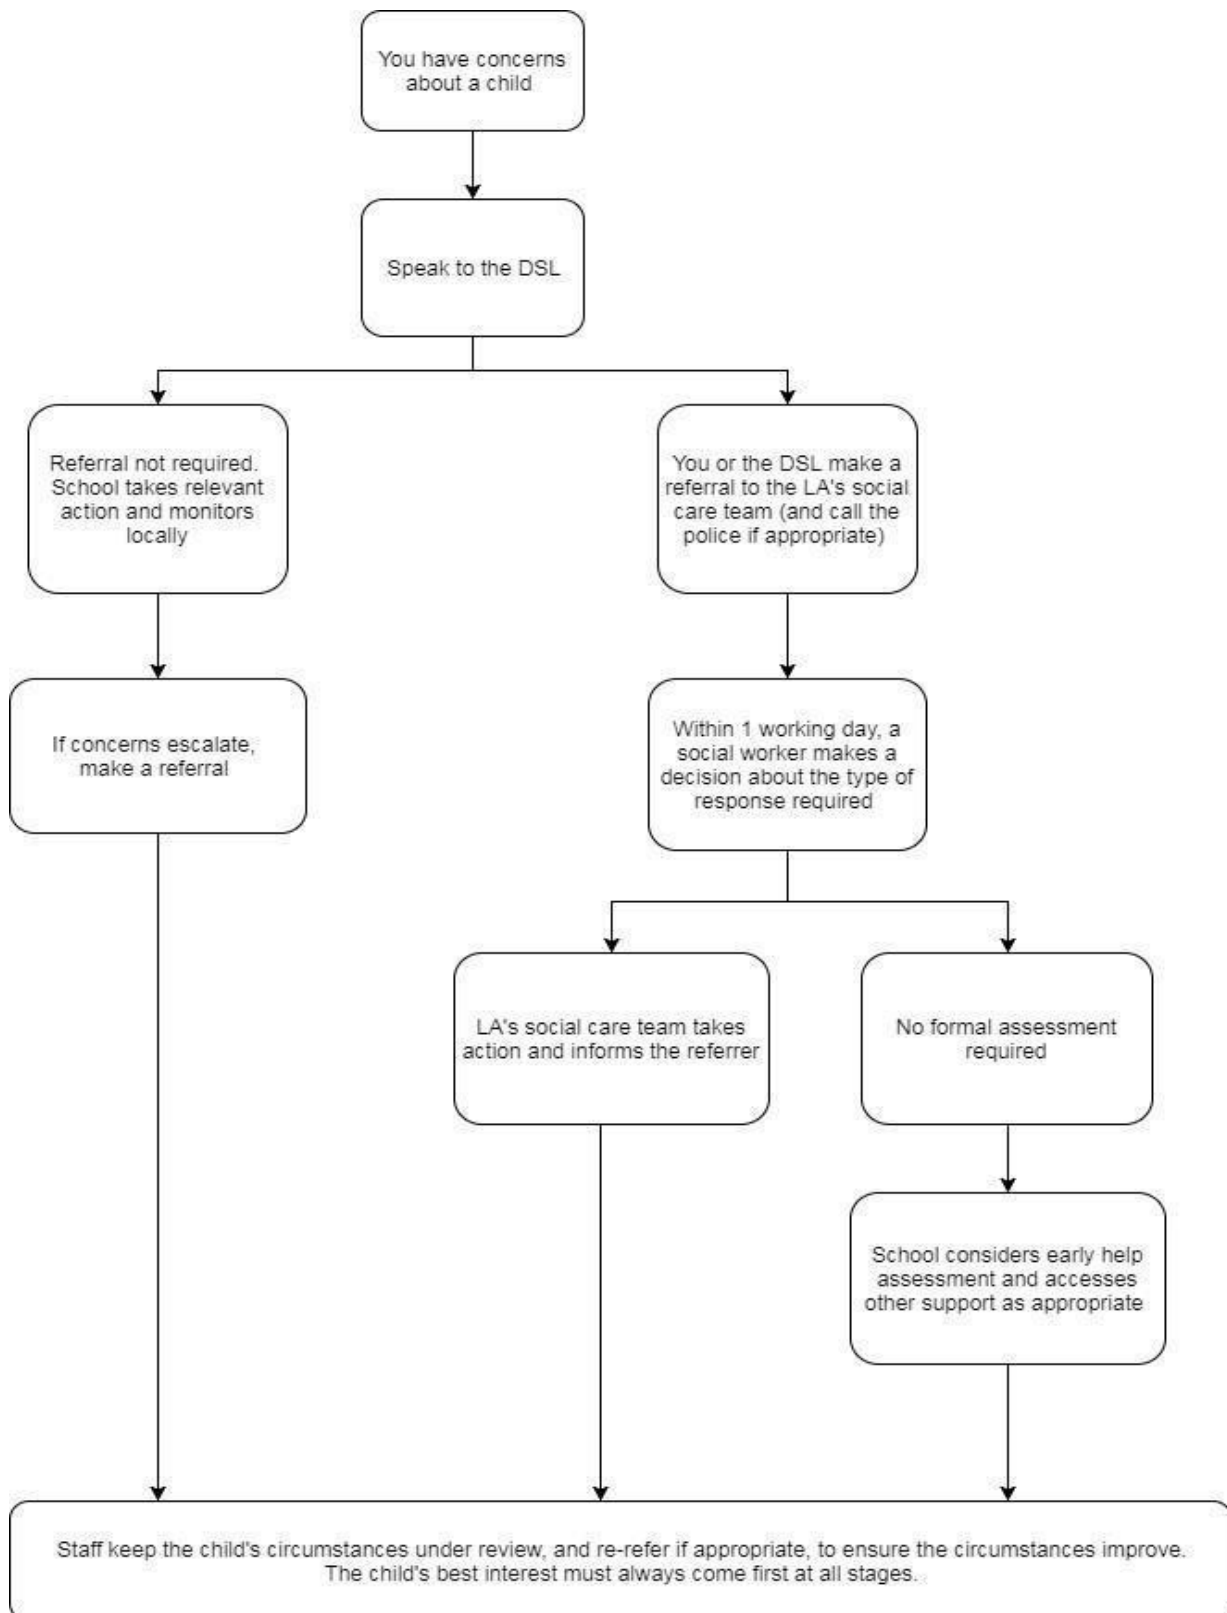 You have concerns
about a child
Speak to the DSL
Referral not required.
School takes relevant
action and monitors
locally
You or the DSL make a
referral to the LA's social
care team (and call the
police if appropriate)
If concerns escalate,
make a referral
Within 1 working day, a
social worker makes a
decision about the type of
response required
LA's social care team takes
action and informs the referrer
No formal assessment
required
School considers early help
assessment and accesses
other support as appropriate
Staff keep the child's circumstances under review, and re-refer if appropriate, to ensure the circumstances improve.
The child's best interest must always come first at all stages.